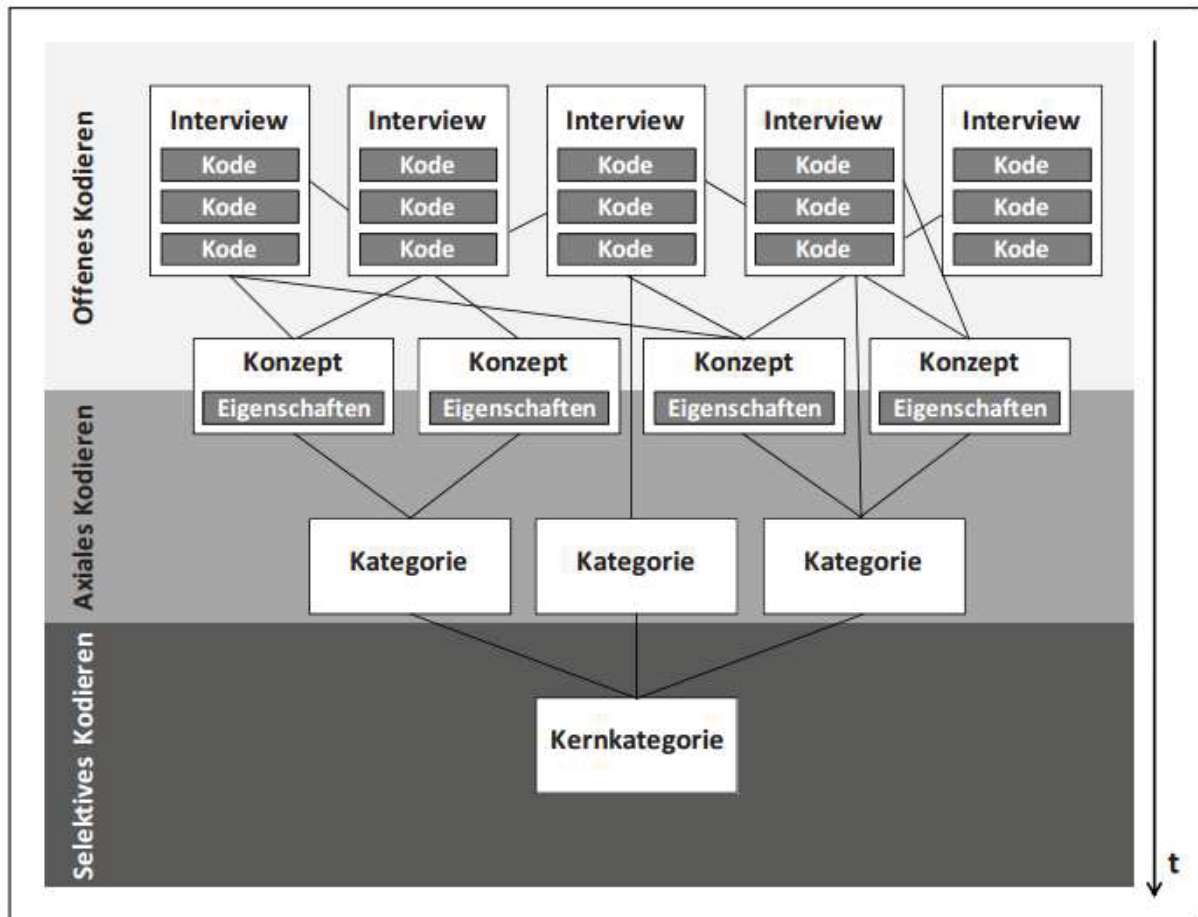 Offenes Kodieren
Interview
Kode
Kode
Kode
Interview
Kode
Kode
Kode
Interview
Kode
Kode
Kode
Interview
Kode
Kode
Kode
Interview
Kode
Kode
Kode
Konzept
Eigenschaften
Konzept
Eigenschaften
Konzept
Eigenschaften
Konzept
Eigenschaften
Axiales Kodieren
Kategorie
Kategorie
Kategorie
Selektives Kodieren
Kernkategorie
t